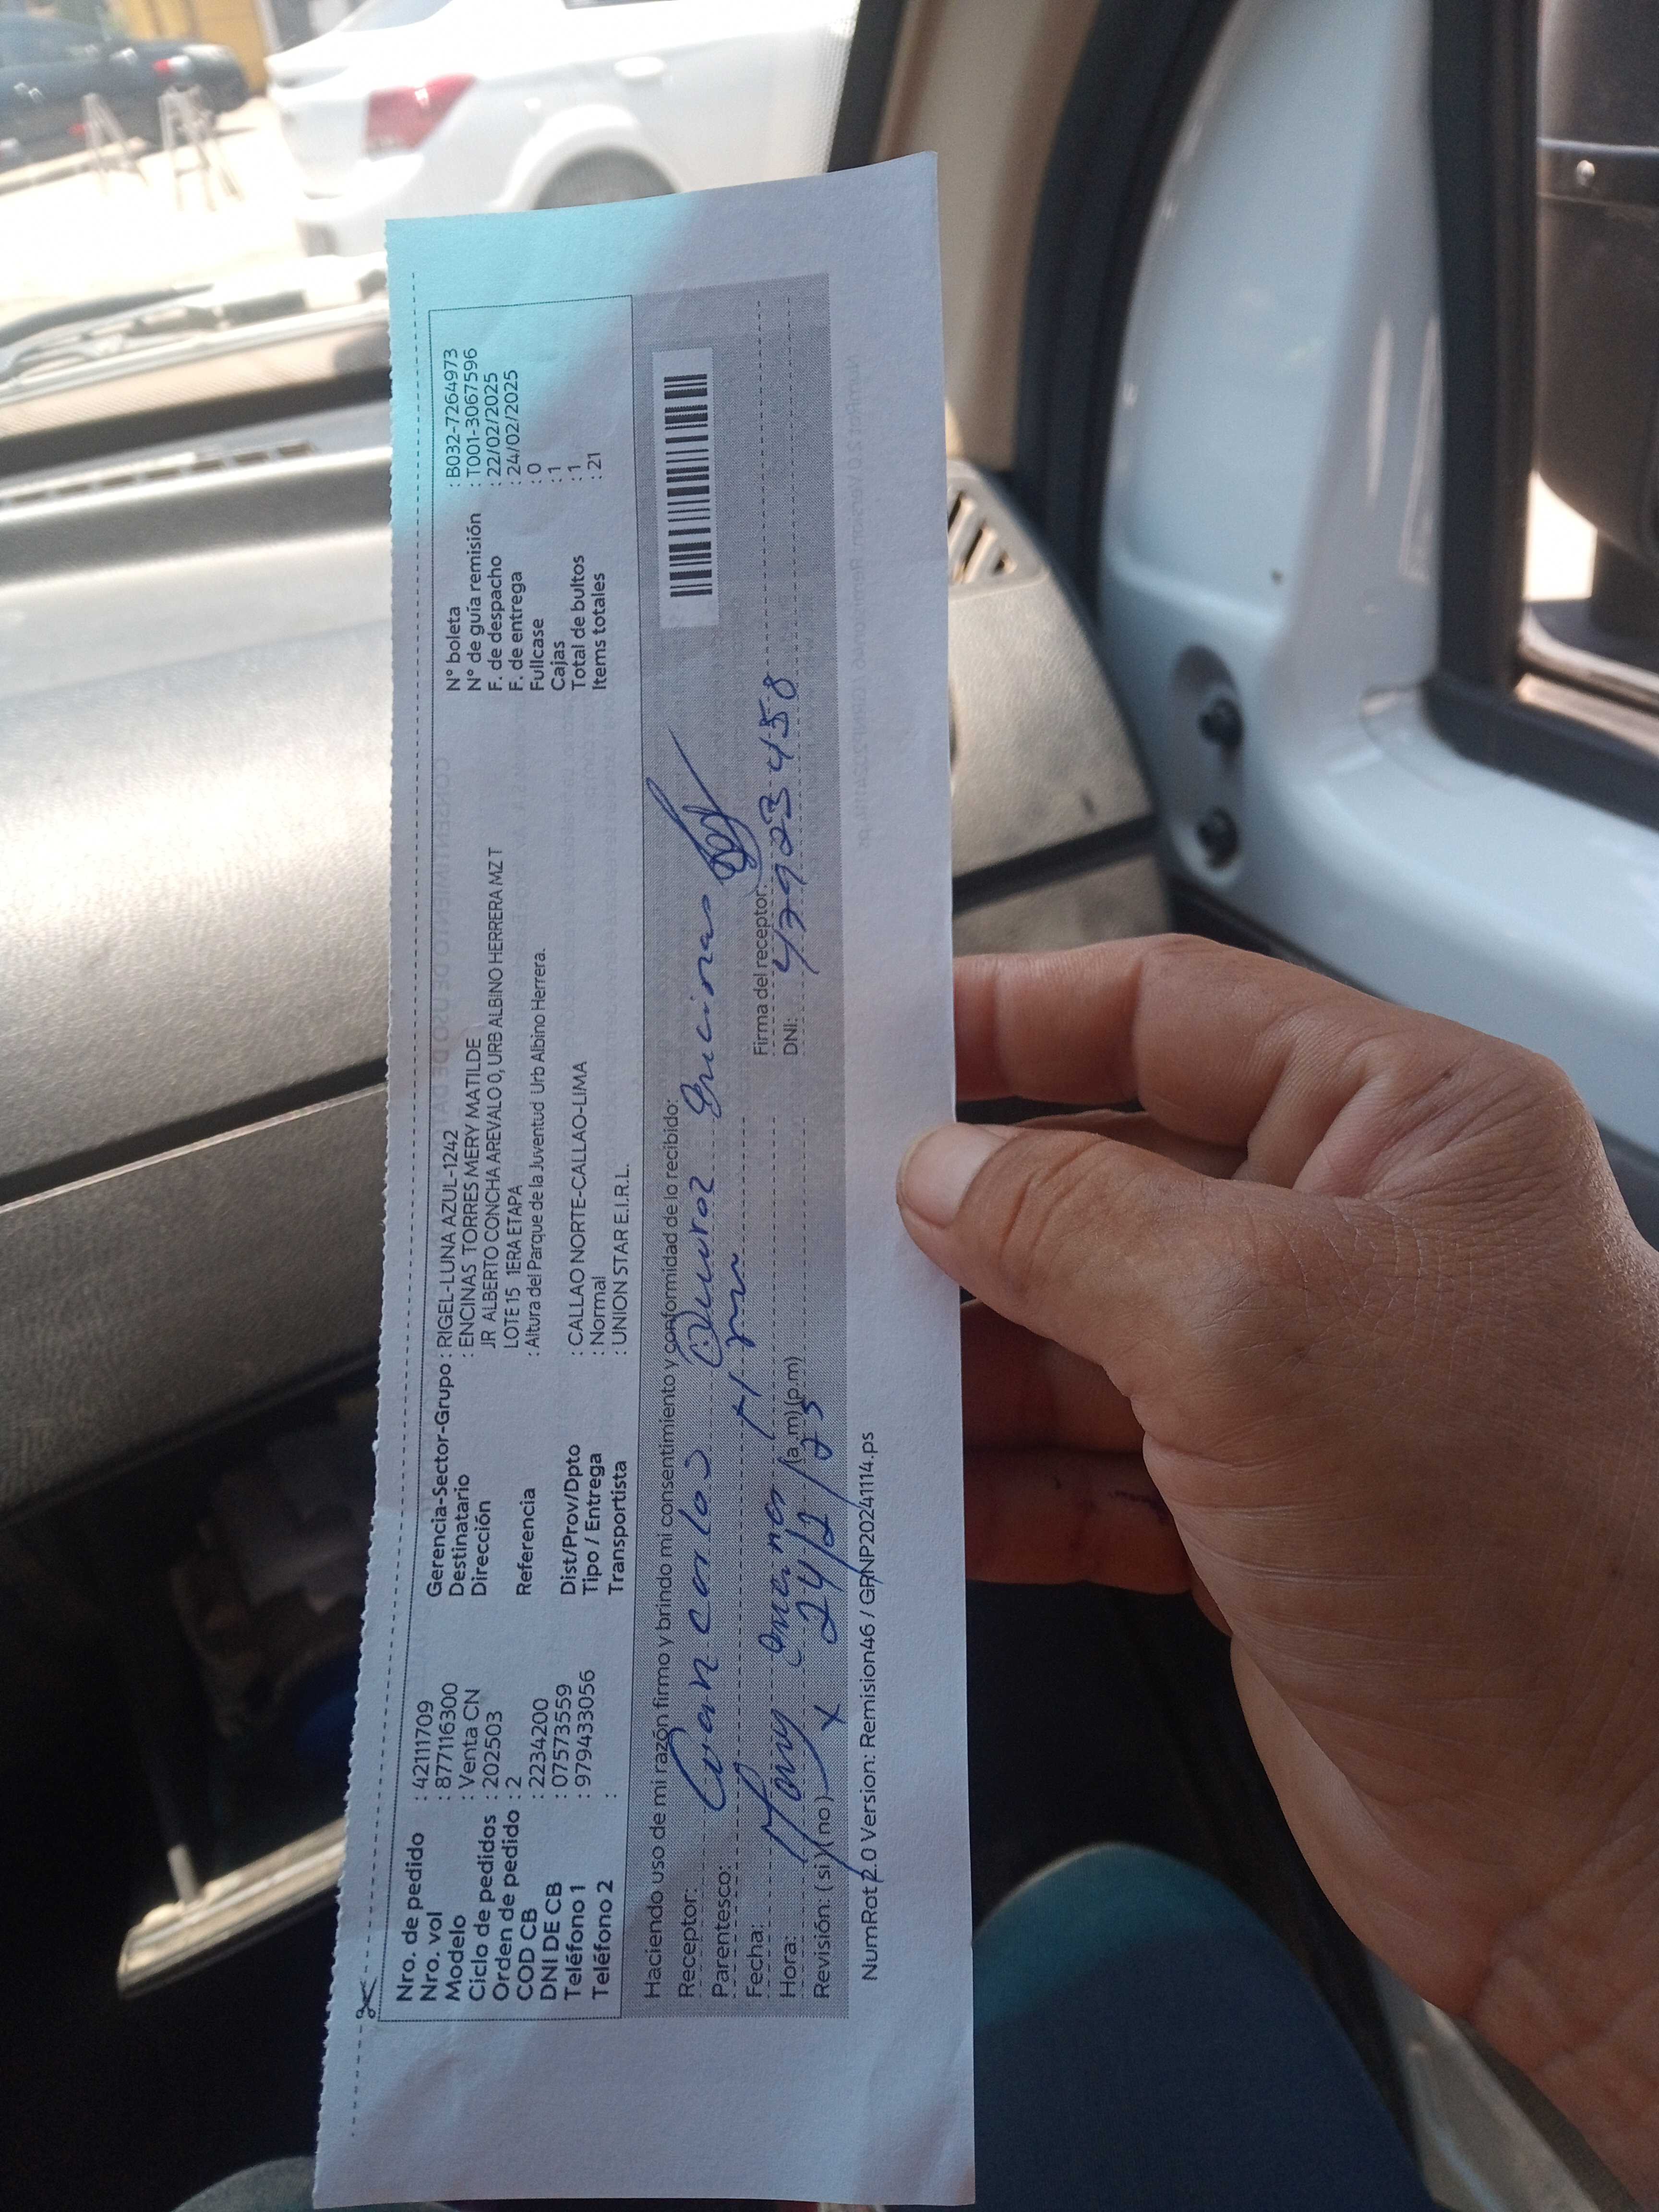 Nro. de pedido : 42111709
Nro. vol : 877116300
Modelo : Venta CN
Ciclo de pedidos : 202503
Orden de pedido : 2
COD CB : 2234200
DNI DE CB : 07573559
Teléfono 1 : 979433056
Teléfono 2 :
Gerencia-Sector-Grupo : RIGEL-LUNA AZUL-1242
Destinatario : ENCINAS TORRES MERY MATILDE
Dirección JR ALBERTO CONCHA AREVALO 0, URB ALBINO HERRERA MZ T
LOTE 15 1ERA ETAPA
Referencia : Altura del Parque de la Juventud Urb Albino Herrera.
Dist/Prov/Dpto : CALLAO NORTE-CALLAO-LIMA
Tipo / Entrega : Normal
Transportista : UNION STAR E.I.R.L.
N° boleta : B032-7264973
N° de guía remisión : T001-3067596
F. de despacho : 22/02/2025
F. de entrega : 24/02/2025
Fullcase : 0
Cajas : 1
Total de bultos : 1
Items totales : 21
Haciendo uso de mi razón firmo y brindo mi consentimiento y conformidad de lo recibido:
Receptor: carlos
Parentesco:
Fecha:
Hora: (a.m) (p.m)
Revisión: ( si ) ( no ) x 24/2/25
Firma del receptor:
DNI: 47923458
NumRot 2.0 Version: Remision46 / GRNP20241114.ps